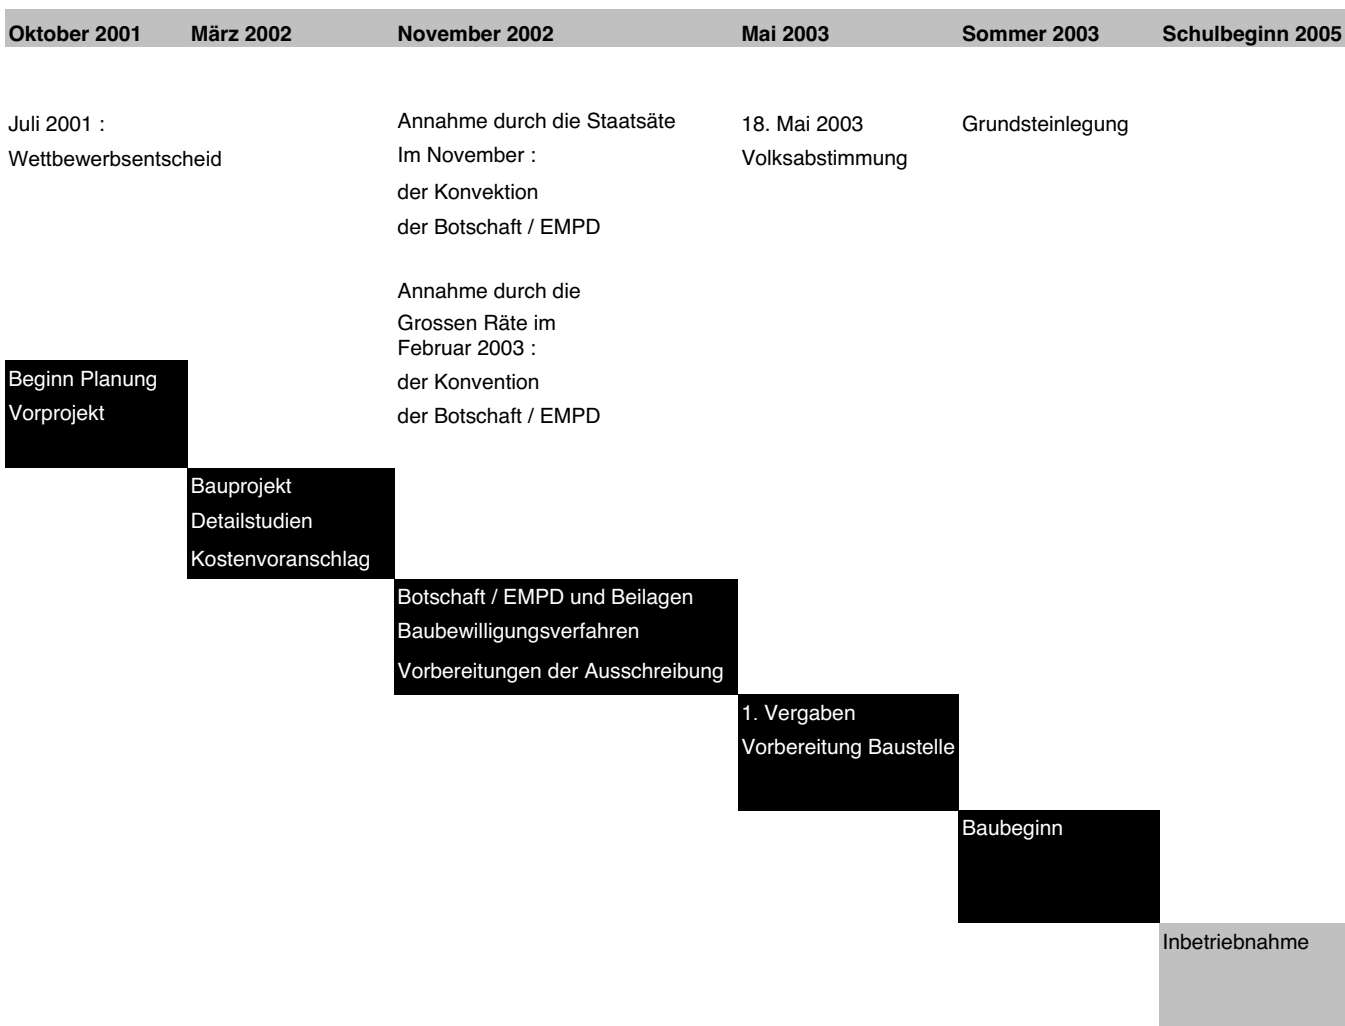 Oktober 2001 März 2002 November 2002 Mai 2003 Sommer 2003 Schulbeginn 2005
Juli 2001 :
Wettbewerbsentscheid
Annahme durch die Staatsäte
Im November :
der Konvektion
der Botschaft / EMPD
Annahme durch die
Grossen Räte im
Februar 2003 :
der Konvention
der Botschaft / EMPD
18. Mai 2003
Volksabstimmung
Grundsteinlegung
Beginn Planung
Vorprojekt
Bauprojekt
Detailstudien
Kostenvoranschlag
Botschaft / EMPD und Beilagen
Baubewilligungsverfahren
Vorbereitungen der Ausschreibung
1. Vergaben
Vorbereitung Baustelle
Baubeginn
Inbetriebnahme